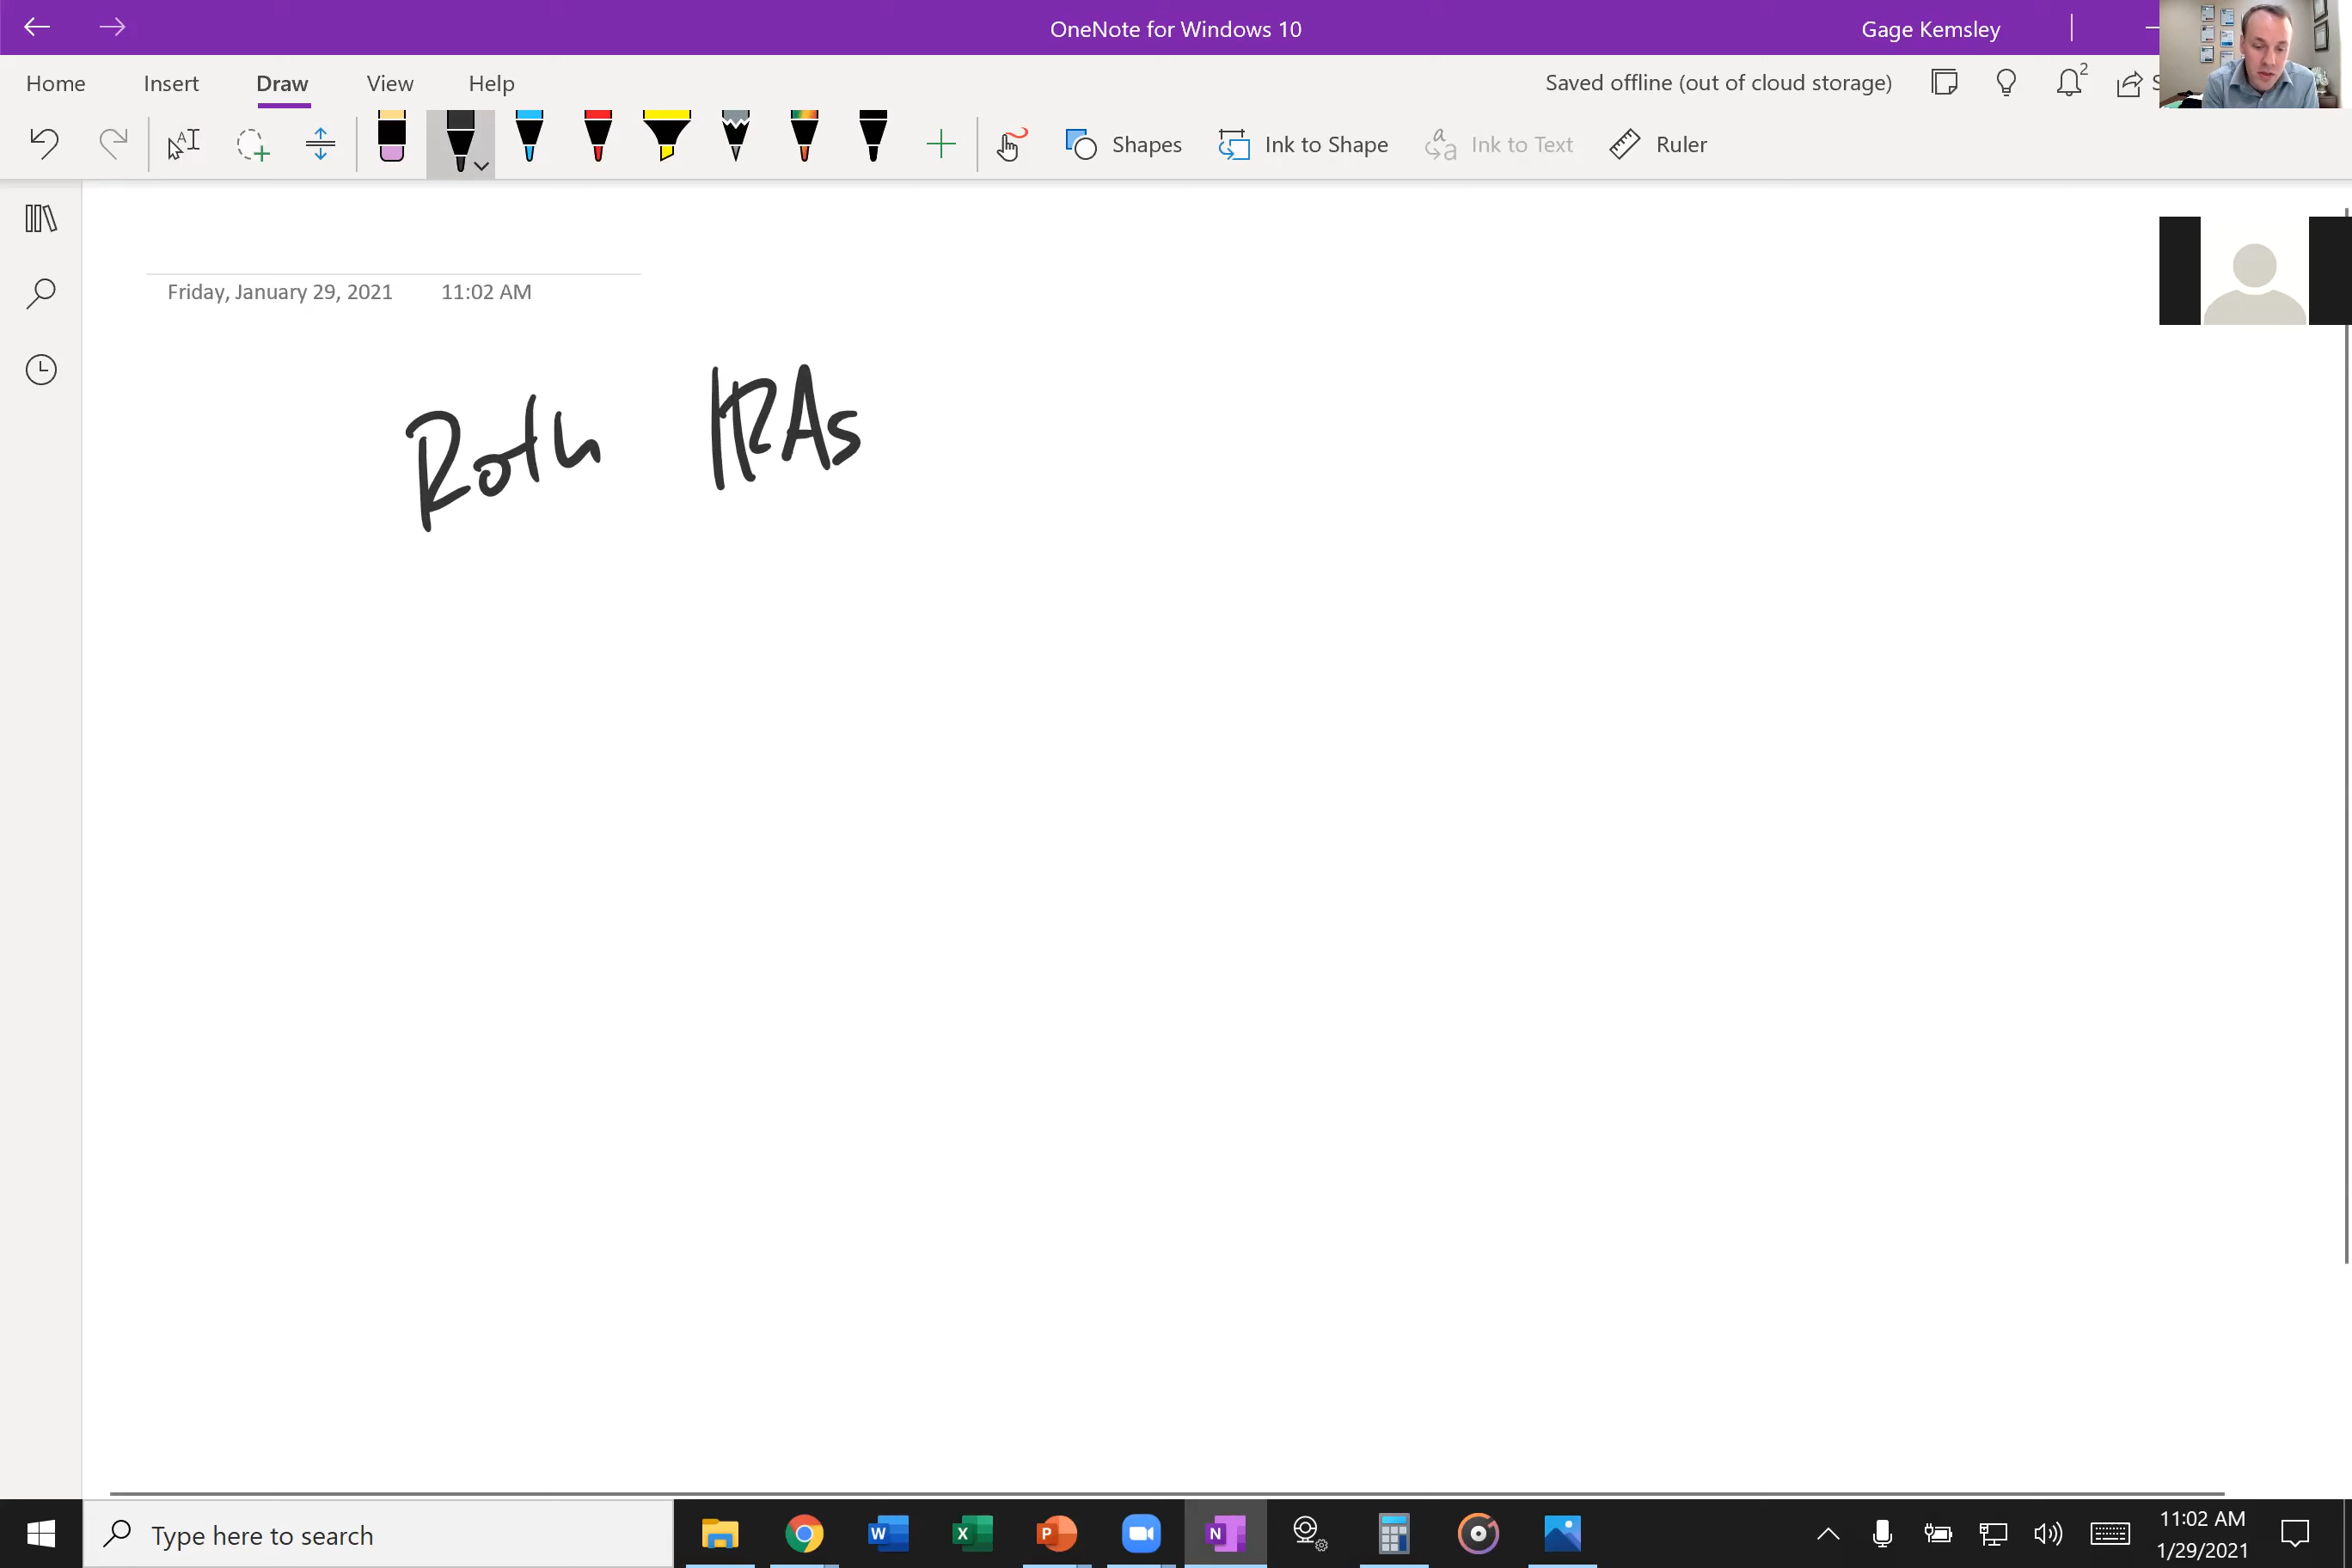 OneNote for Windows 10
Gage Kemsley
Home Insert Draw View Help
Saved offline (out of cloud storage)
2
S
Shapes
Ink to Shape
Ink to Text
Ruler
Friday, January 29, 2021 11:02 AM
Roth IRAs
Type here to search
11:02 AM
1/29/2021